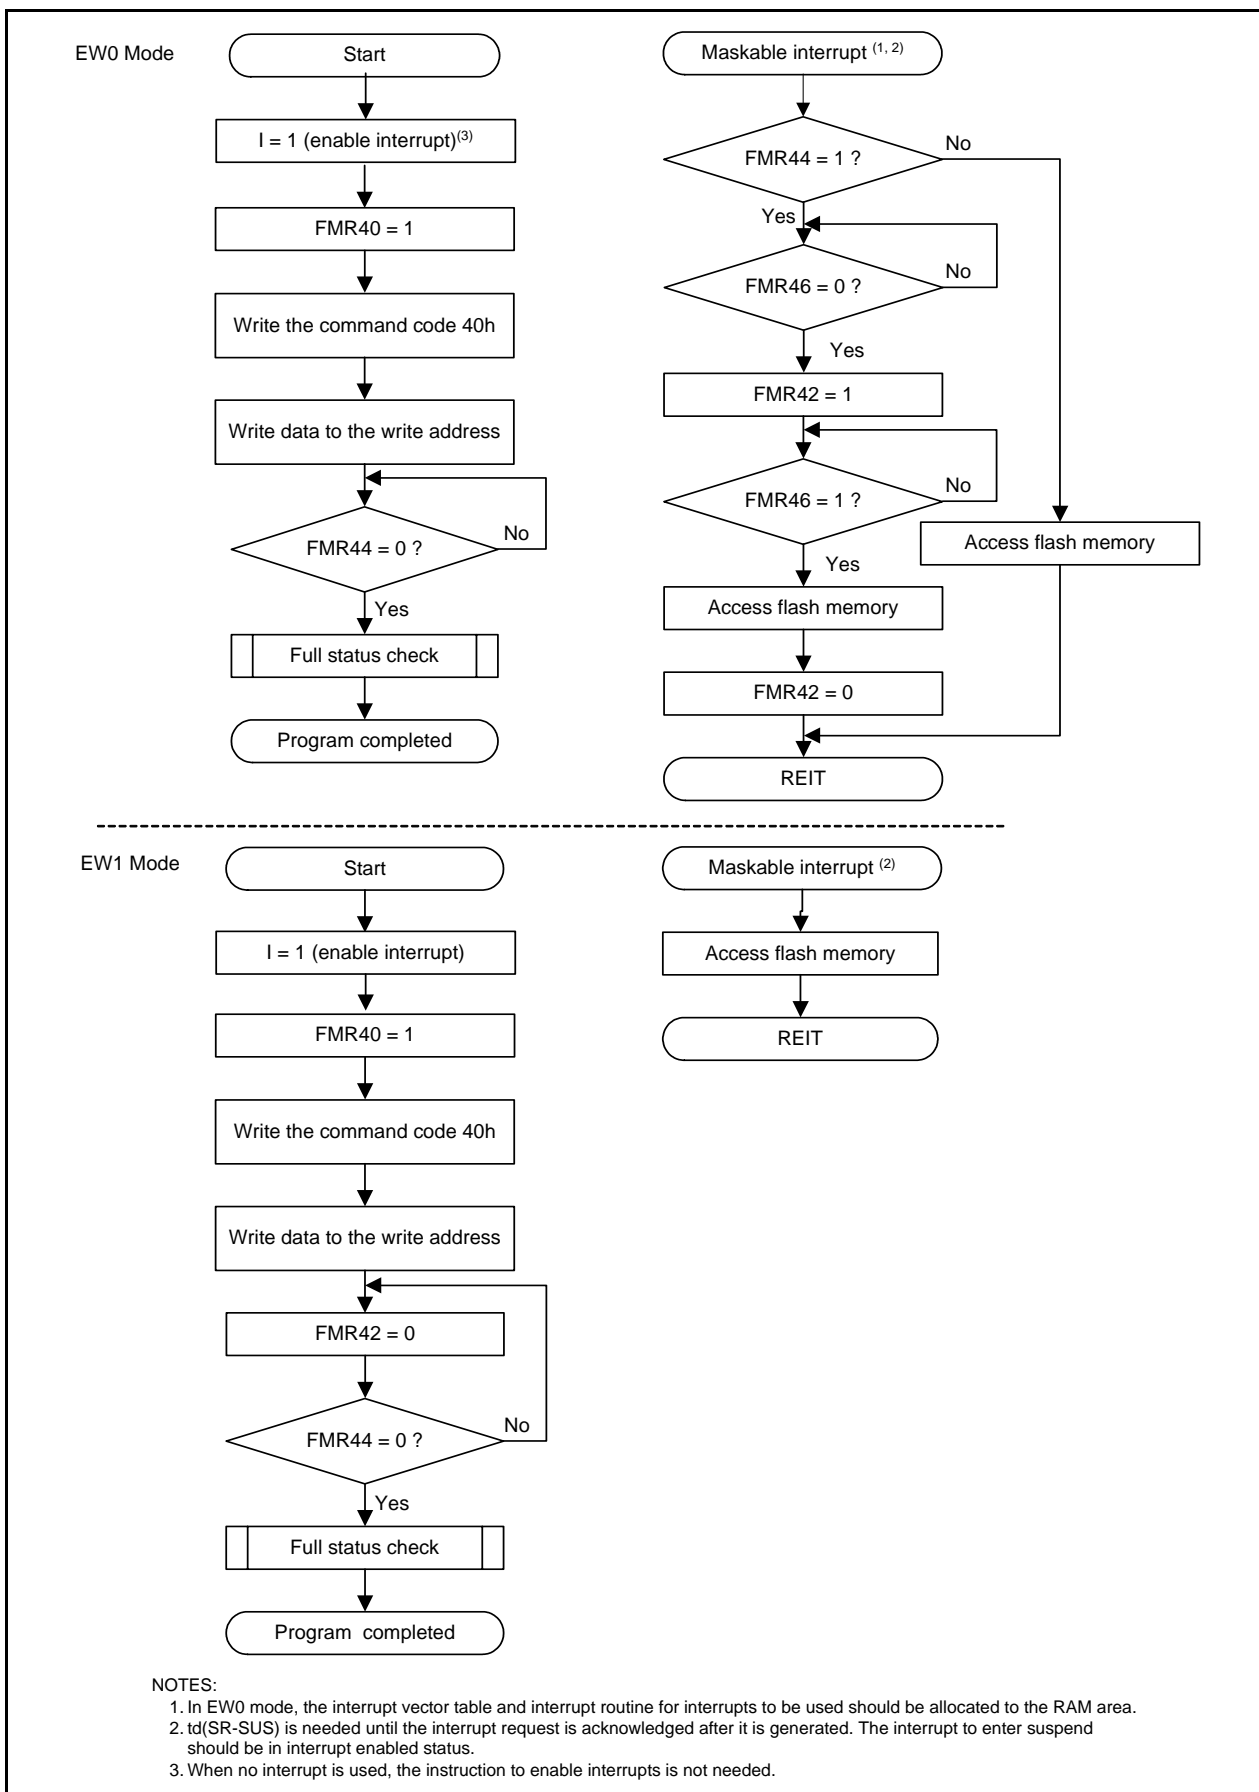 EW0 Mode
Start
I = 1 (enable interrupt)(3)
FMR40 = 1
Write the command code 40h
Write data to the write address
FMR44 = 0 ?
No
Yes
Full status check
Program completed
Maskable interrupt (1, 2)
FMR44 = 1 ?
No
Yes
FMR46 = 0 ?
No
Yes
FMR42 = 1
FMR46 = 1 ?
No
Yes
Access flash memory
Access flash memory
FMR42 = 0
REIT
EW1 Mode
Start
I = 1 (enable interrupt)
FMR40 = 1
Write the command code 40h
Write data to the write address
FMR42 = 0
FMR44 = 0 ?
No
Yes
Full status check
Program completed
Maskable interrupt (2)
Access flash memory
REIT
NOTES:
1. In EW0 mode, the interrupt vector table and interrupt routine for interrupts to be used should be allocated to the RAM area.
2. td(SR-SUS) is needed until the interrupt request is acknowledged after it is generated. The interrupt to enter suspend
should be in interrupt enabled status.
3. When no interrupt is used, the instruction to enable interrupts is not needed.